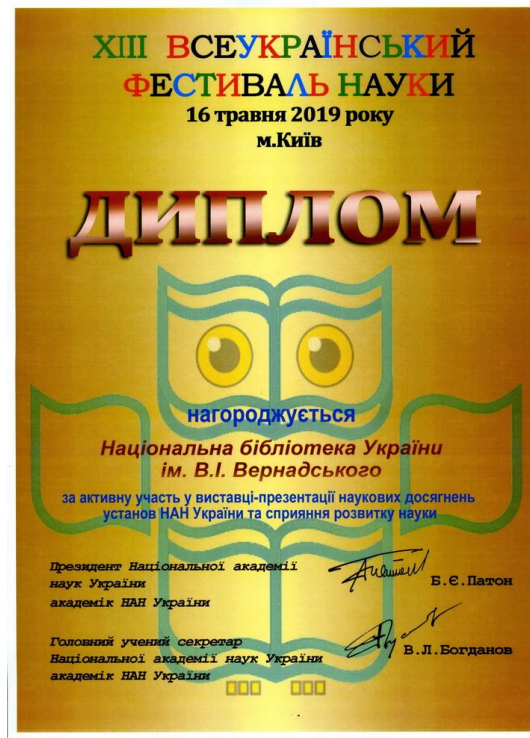 XIII ВСЕУКРАЇНСЬКИЙ
ФЕСТИВАЛЬ НАУКИ
16 травня 2019 року
м.Київ
ДИПЛОМ
нагороджується
Національна бібліотека України
ім. В.І. Вернадського
за активну участь у виставці-презентації наукових досягнень
установ НАН України та сприяння розвитку науки
Президент Національної академії
наук України
академік НАН України
Б.Є.Патон
Головний учений секретар
Національної академії наук України
академік НАН України
В.Л.Богданов